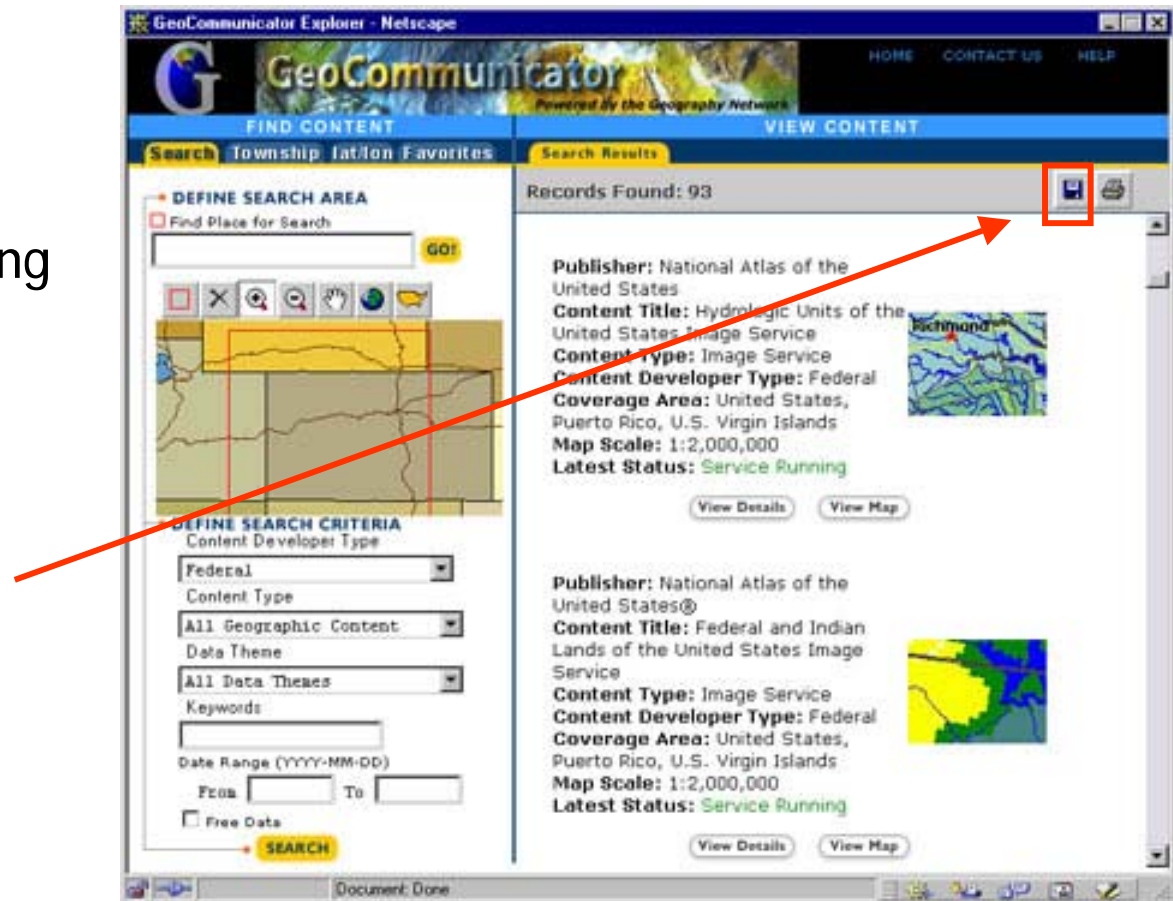 GeoCommunicator Explorer - Netscape
G
GeoCommunicator
Powered By the Geography Network
HOME CONTACT US HELP
FIND CONTENT
VIEW CONTENT
Search Township lat/lon Favorites
Search Results
ng
DEFINE SEARCH AREA
Find Place for Search
GO!
DEFINE SEARCH CRITERIA
Content Developer Type
Federal
Content Type
All Geographic Content
Data Theme
All Data Themes
Keywords
Date Range (YYYY-MM-DD)
From To
Free Data
SEARCH
Records Found: 93
Publisher: National Atlas of the
United States
Content Title: Hydrologic Units of the
United States Image Service
Content Type: Image Service
Content Developer Type: Federal
Coverage Area: United States,
Puerto Rico, U.S. Virgin Islands
Map Scale: 1:2,000,000
Latest Status: Service Running
Richmond
View Details View Map
Publisher: National Atlas of the
United States®
Content Title: Federal and Indian
Lands of the United States Image
Service
Content Type: Image Service
Content Developer Type: Federal
Coverage Area: United States,
Puerto Rico, U.S. Virgin Islands
Map Scale: 1:2,000,000
Latest Status: Service Running
View Details View Map
Document: Done